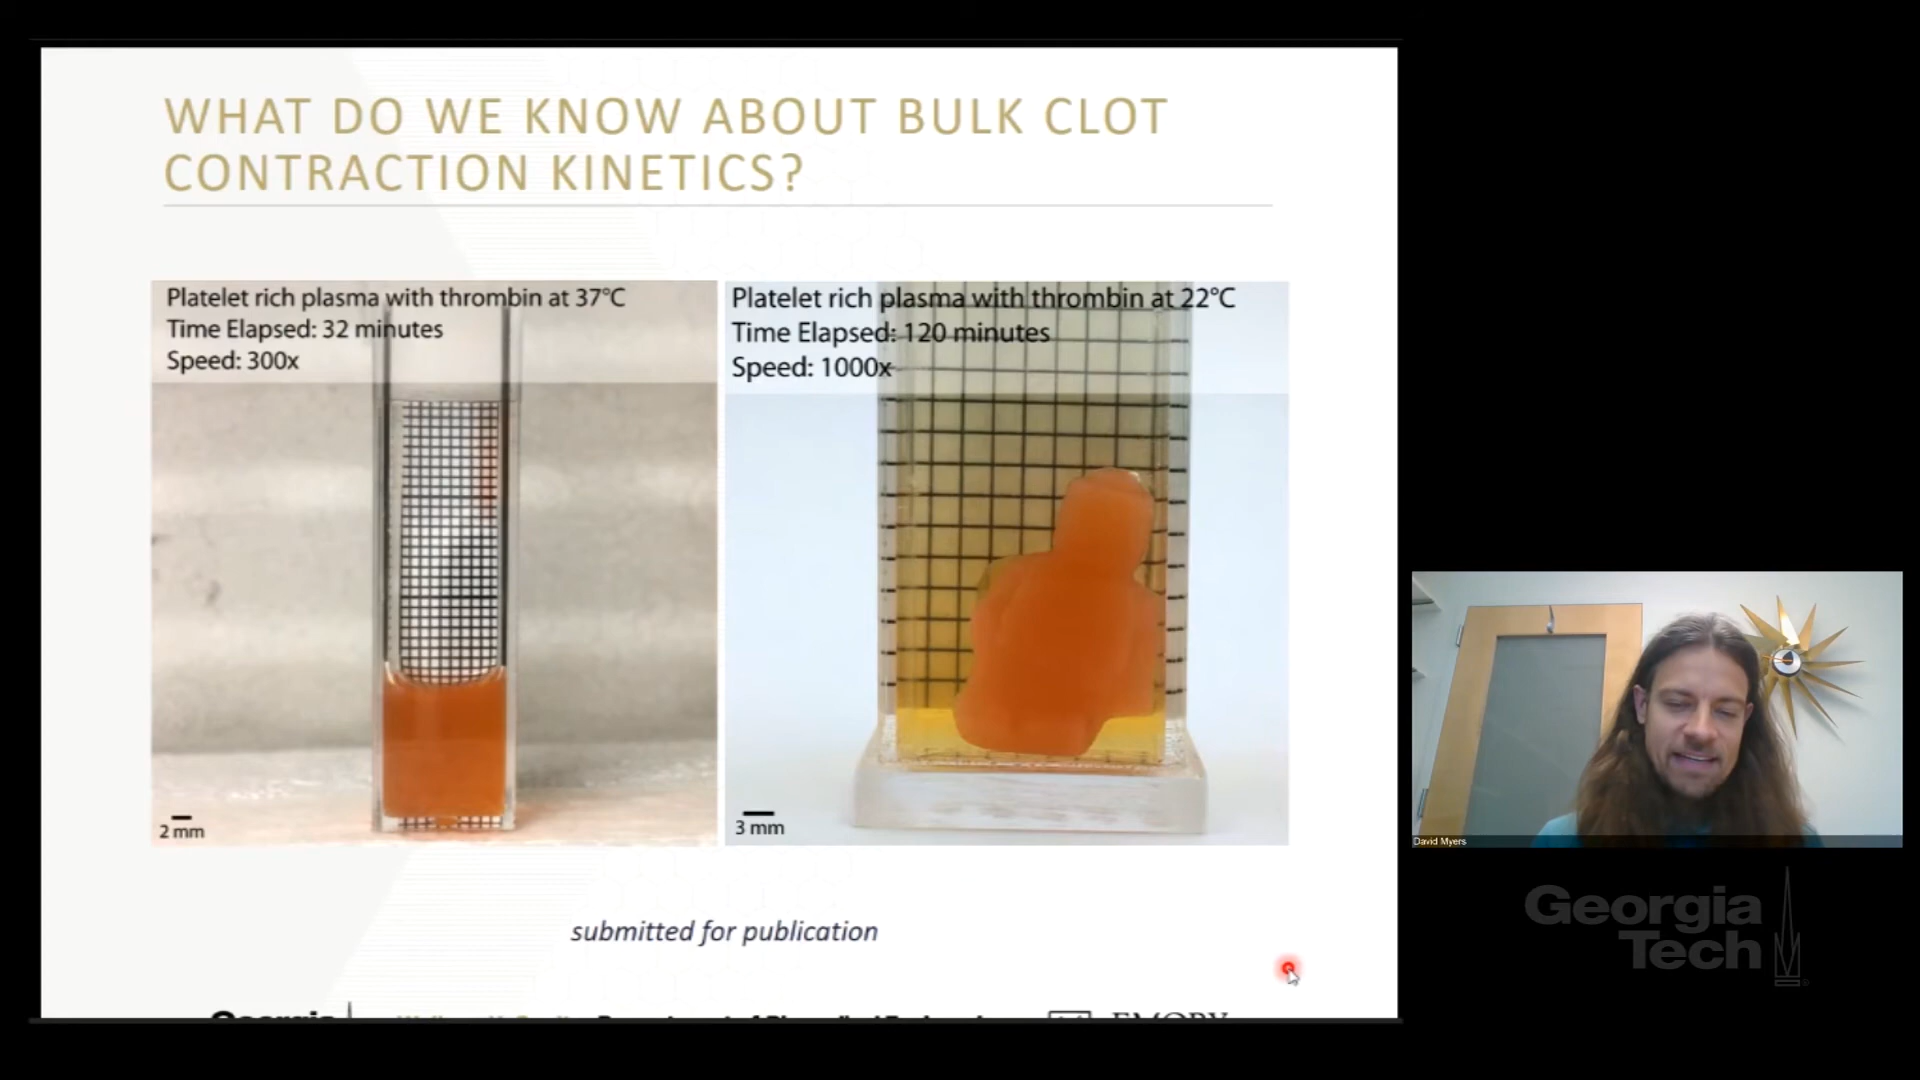 WHAT DO WE KNOW ABOUT BULK CLOT
CONTRACTION KINETICS?
Platelet rich plasma with thrombin at 37°C
Time Elapsed: 32 minutes
Speed: 300x
2 mm
Platelet rich plasma with thrombin at 22°C
Time Elapsed: 120 minutes
Speed: 1000x
3 mm
submitted for publication
Georgia
EMORY
David Myers
Georgia
Tech